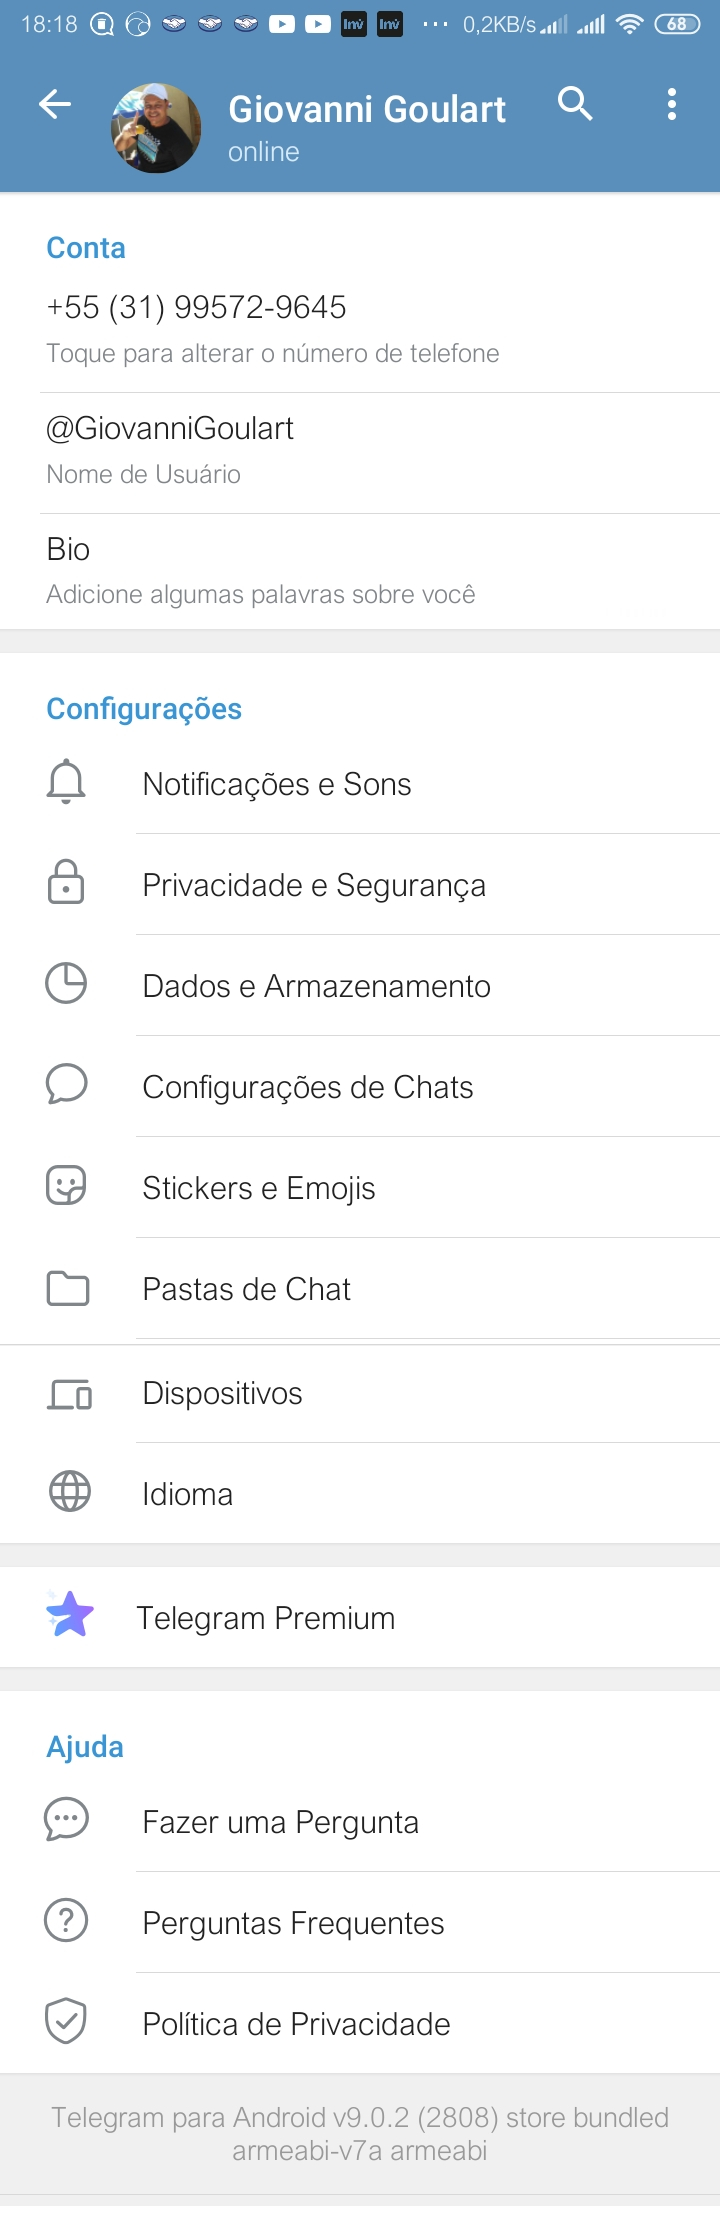 18:18 Inv Inv ... 0,2KB/s 68
Giovanni Goulart
online
Conta
+55 (31) 99572-9645
Toque para alterar o número de telefone
@GiovanniGoulart
Nome de Usuário
Bio
Adicione algumas palavras sobre você
Configurações
Notificações e Sons
Privacidade e Segurança
Dados e Armazenamento
Configurações de Chats
Stickers e Emojis
Pastas de Chat
Dispositivos
Idioma
Telegram Premium
Ajuda
Fazer uma Pergunta
Perguntas Frequentes
Política de Privacidade
Telegram para Android v9.0.2 (2808) store bundled
armeabi-v7a armeabi